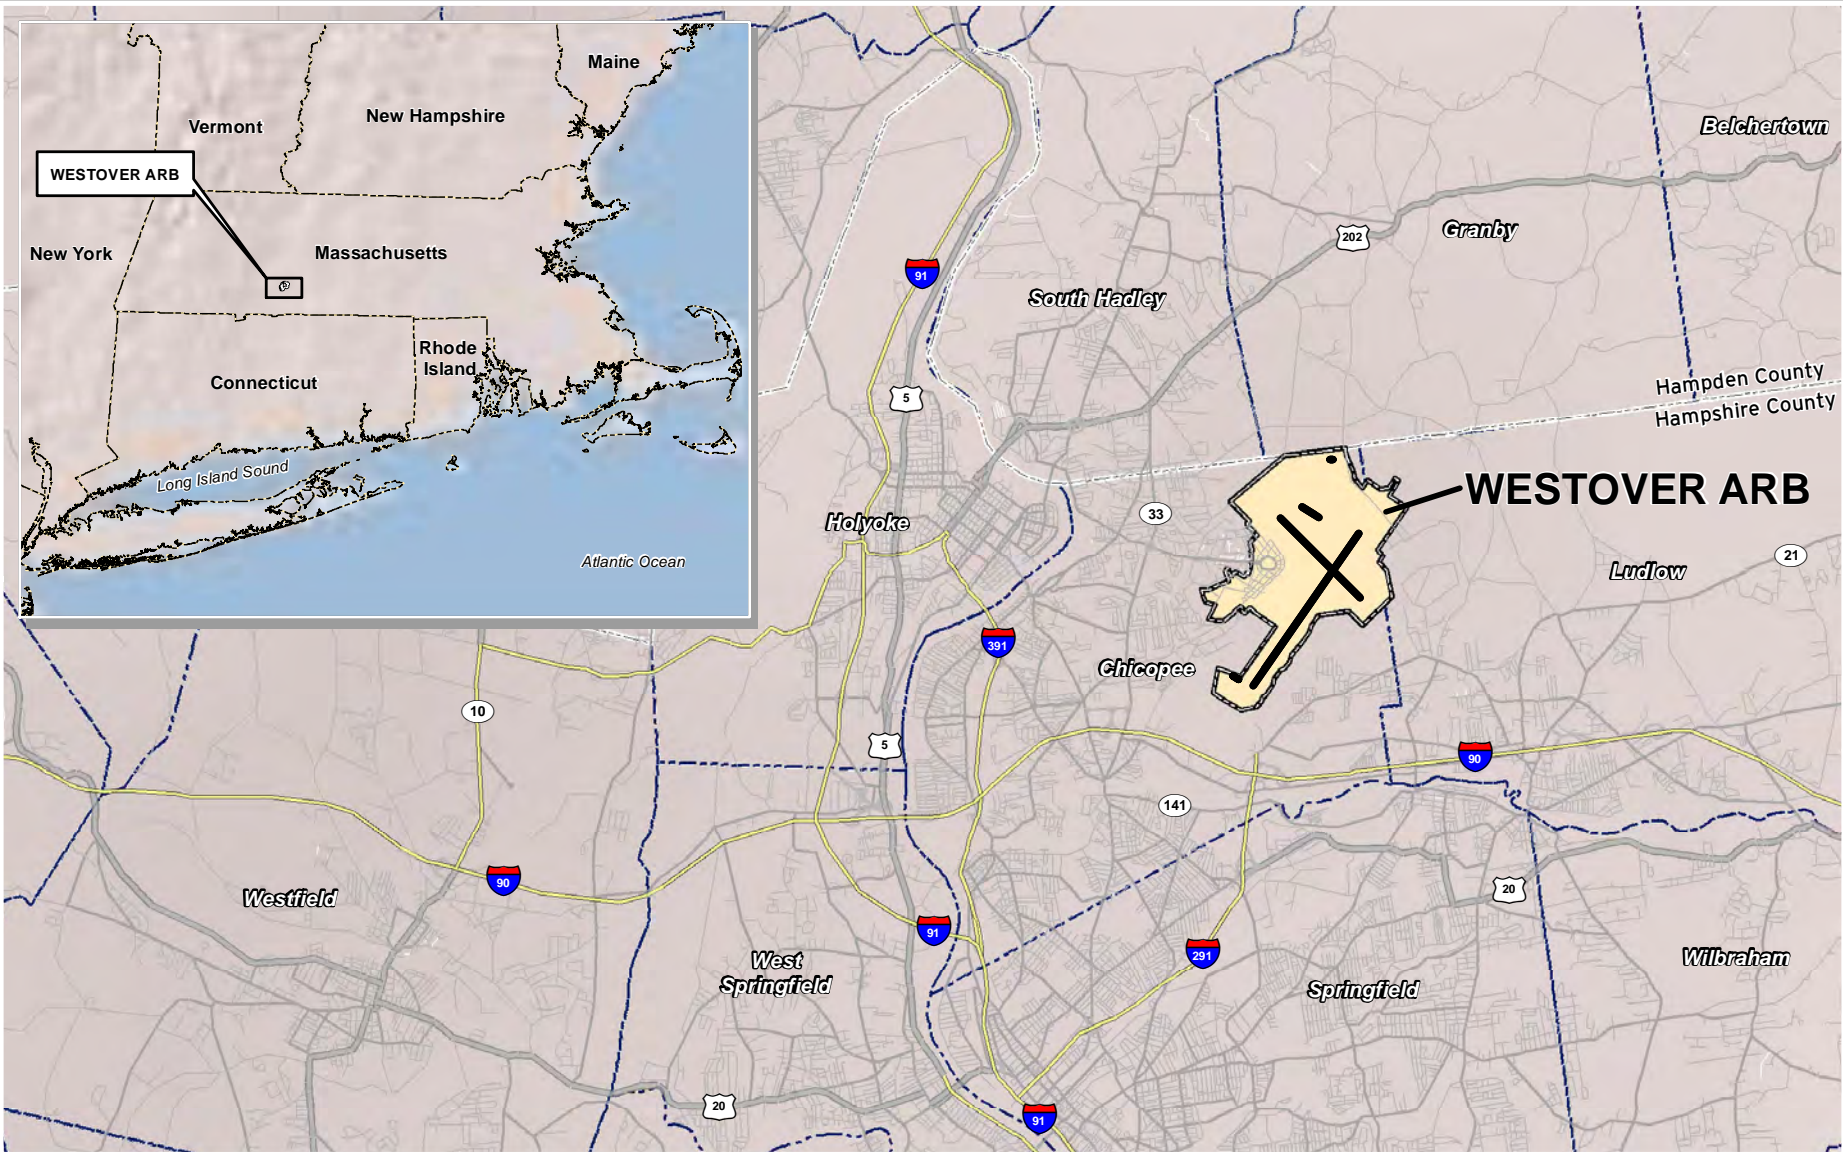 Maine
New Hampshire
Vermont
WESTOVER ARB
New York
Massachusetts
Rhode
Island
Connecticut
Long Island Sound
Atlantic Ocean
Belchertown
202
Granby
91
South Hadley
Hampden County
Hampshire County
5
WESTOVER ARB
33
Holyoke
21
Ludlow
391
Chicopee
10
5
90
141
90
20
Westfield
91
291
West
Springfield
Wilbraham
Springfield
20
91